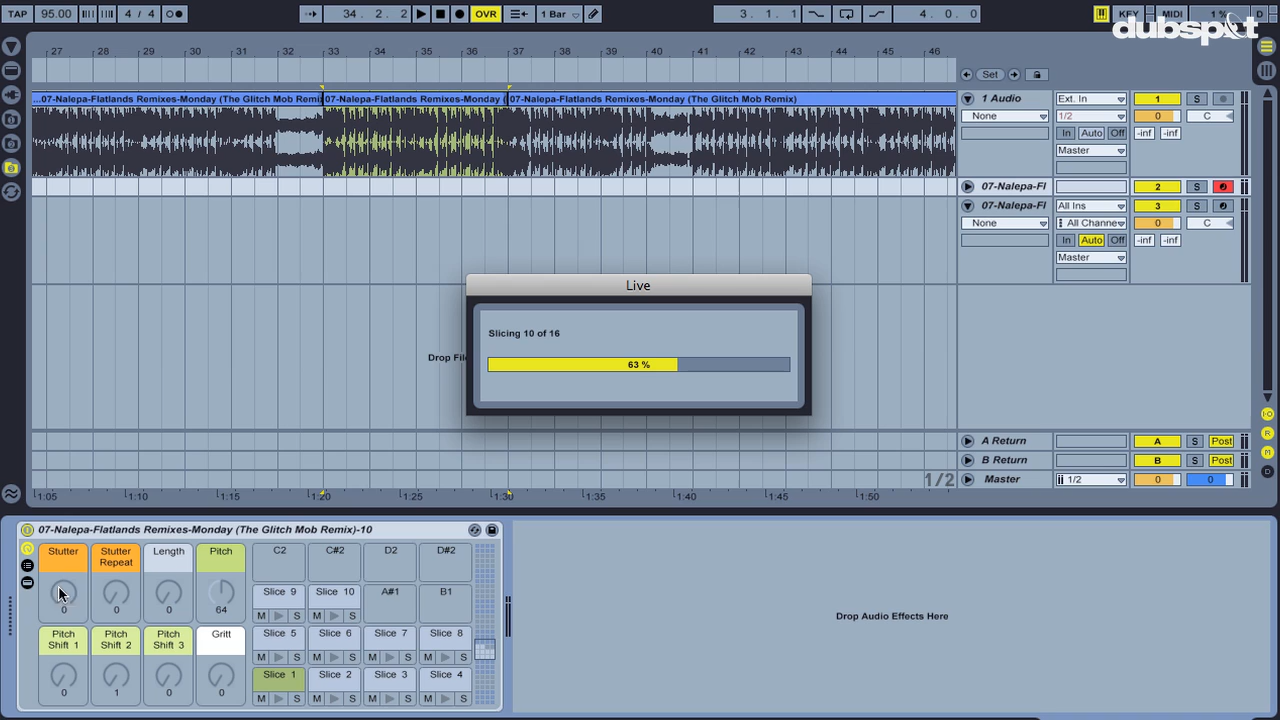 TAP 95.00 4 / 4 34. 2. 2 OVR 1 Bar 3. 1. 1 4. 0. 0 KEY MIDI 1 % D
dubspot
27 28 29 30 31 32 33 34 35 36 37 38 39 40 41 42 43 44 45 46
Set
...07-Nalepa-Flatlands Remixes-Monday (The Glitch Mob Remi 07-Nalepa-Flatlands Remixes-Monday ( 07-Nalepa-Flatlands Remixes-Monday (The Glitch Mob Remix)
1 Audio Ext. In 1 S
None 1/2 0 C
In Auto Off -inf -inf
Master
07-Nalepa-Fl 2 S
07-Nalepa-Fl All Ins 3 S
None All Channe 0 C
In Auto Off -inf -inf
Master
Live
Slicing 10 of 16
63 %
Drop Fil
A Return A S Post
B Return B S Post
Master 1/2 0 0
1/2
1:05 1:10 1:15 1:20 1:25 1:30 1:35 1:40 1:45 1:50
07-Nalepa-Flatlands Remixes-Monday (The Glitch Mob Remix)-10
Stutter Stutter Repeat Length Pitch C2 C#2 D2 D#2
0 0 0 64
Slice 9 Slice 10 A#1 B1
M S M S
Pitch Shift 1 Pitch Shift 2 Pitch Shift 3 Gritt
0 1 0 0
Slice 5 Slice 6 Slice 7 Slice 8
M S M S M S M S
Slice 1 Slice 2 Slice 3 Slice 4
M S M S M S M S
Drop Audio Effects Here